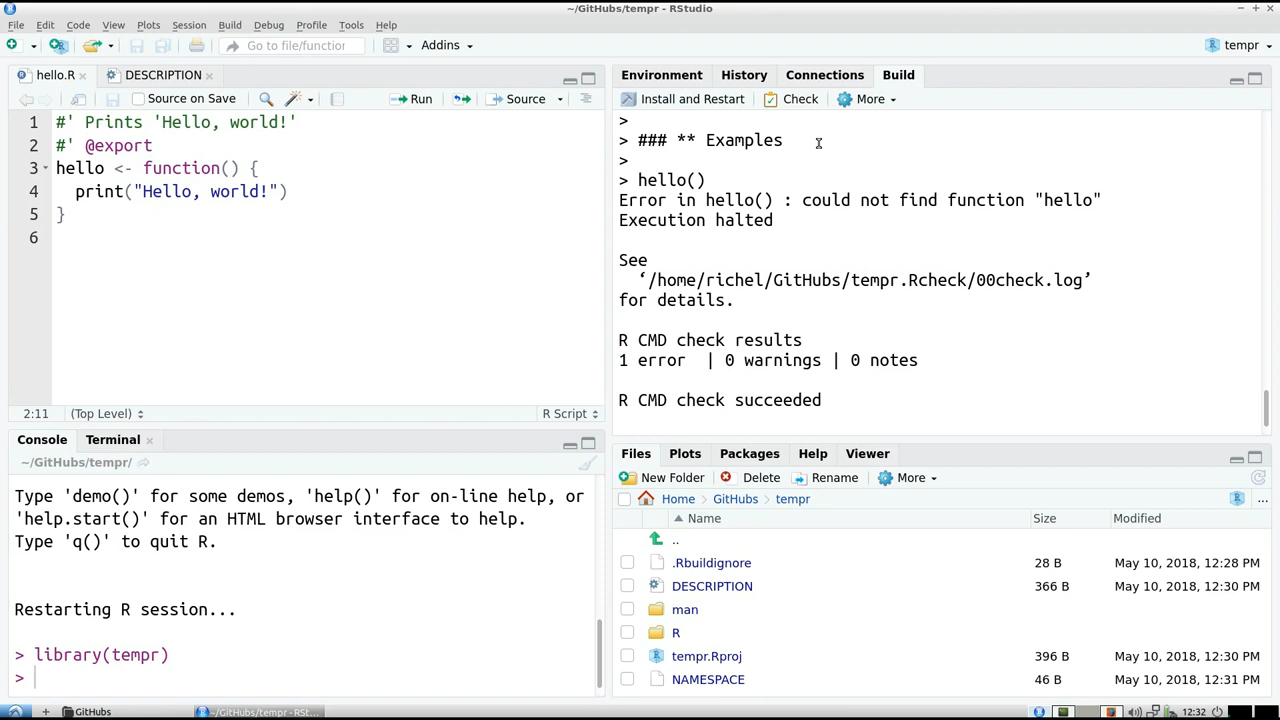 ~/GitHubs/tempr - RStudio
File Edit Code View Plots Session Build Debug Profile Tools Help
Go to file/function Addins tempr
hello.R DESCRIPTION
Source on Save Run Source
1 #' Prints 'Hello, world!'
2 #' @export
3 hello <- function() {
4 print("Hello, world!")
5 }
6
2:11 (Top Level) R Script
Console Terminal
~/GitHubs/tempr/
Type 'demo()' for some demos, 'help()' for on-line help, or
'help.start()' for an HTML browser interface to help.
Type 'q()' to quit R.
Restarting R session...
> library(tempr)
>
Environment History Connections Build
Install and Restart Check More
>
> ### ** Examples
>
> hello()
Error in hello() : could not find function "hello"
Execution halted
See
‘/home/richel/GitHubs/tempr.Rcheck/00check.log’
for details.
R CMD check results
1 error | 0 warnings | 0 notes
R CMD check succeeded
Files Plots Packages Help Viewer
New Folder Delete Rename More
Home GitHubs tempr ...
Name Size Modified
..
.Rbuildignore 28 B May 10, 2018, 12:28 PM
DESCRIPTION 366 B May 10, 2018, 12:30 PM
man
R
tempr.Rproj 396 B May 10, 2018, 12:30 PM
NAMESPACE 46 B May 10, 2018, 12:31 PM
GitHubs ~/GitHubs/tempr - RSt... 12:32